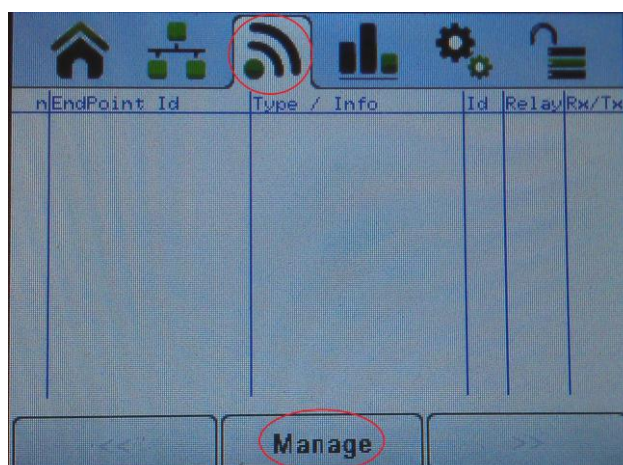 n EndPoint Id Type / Info Id Relay Rx/Tx
<< Manage >>